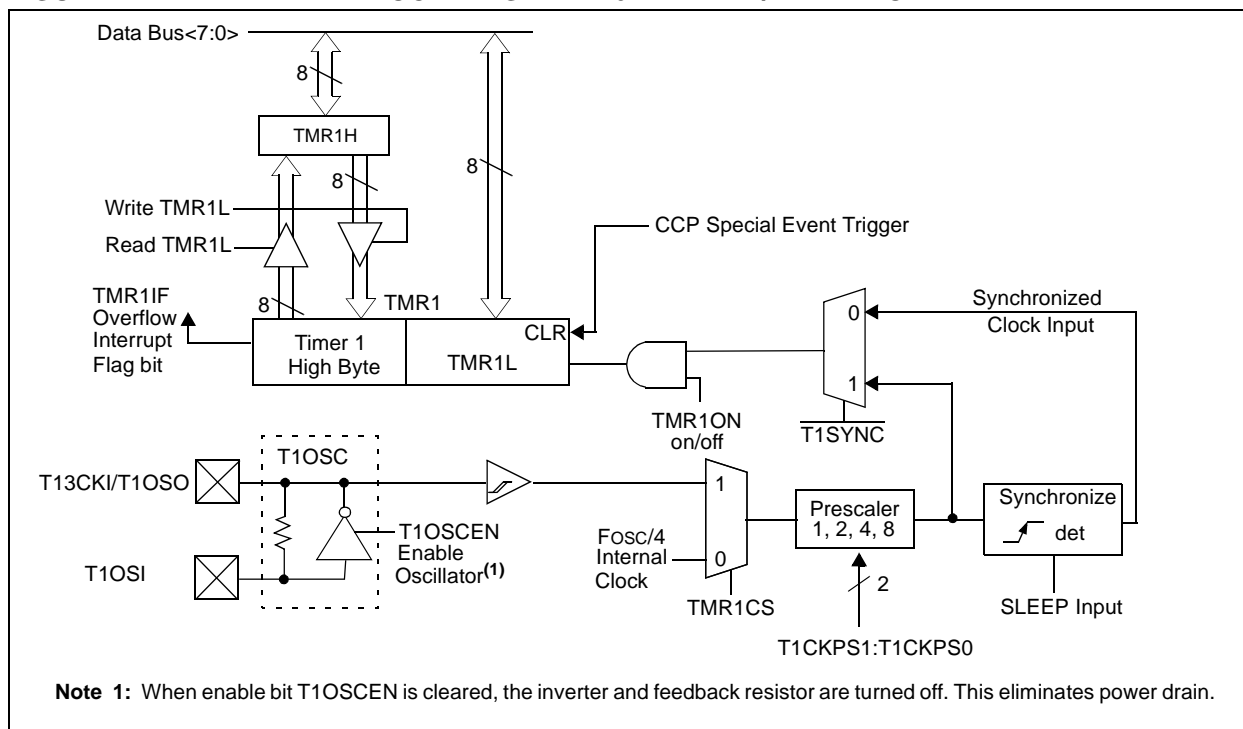 Data Bus<7:0>
8
TMR1H
8
8
Write TMR1L
Read TMR1L
CCP Special Event Trigger
TMR1IF
Overflow
Interrupt
Flag bit
8
TMR1
Timer 1
High Byte
TMR1L
CLR
0
1
Synchronized
Clock Input
TMR1ON
on/off
T1SYNC
T13CKI/T1OSO
T1OSC
T1OSI
T1OSCEN
Enable
Oscillator(1)
FOSC/4
Internal
Clock
1
0
TMR1CS
Prescaler
1, 2, 4, 8
2
T1CKPS1:T1CKPS0
Synchronize
det
SLEEP Input
Note 1: When enable bit T1OSCEN is cleared, the inverter and feedback resistor are turned off. This eliminates power drain.